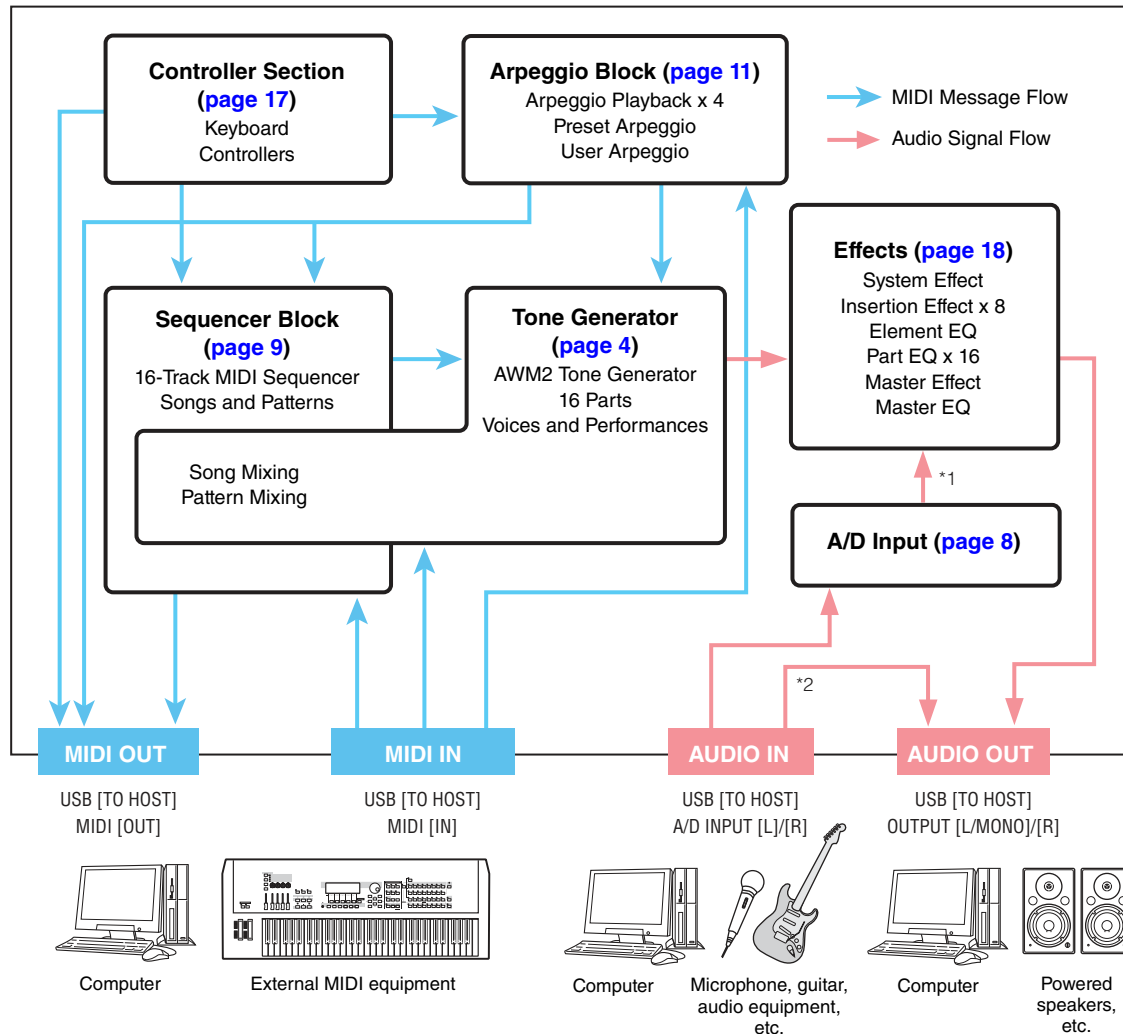 Controller Section
(page 17)
Keyboard
Controllers
Arpeggio Block (page 11)
Arpeggio Playback x 4
Preset Arpeggio
User Arpeggio
MIDI Message Flow
Audio Signal Flow
Sequencer Block
(page 9)
16-Track MIDI Sequencer
Songs and Patterns
Song Mixing
Pattern Mixing
Tone Generator
(page 4)
AWM2 Tone Generator
16 Parts
Voices and Performances
Effects (page 18)
System Effect
Insertion Effect x 8
Element EQ
Part EQ x 16
Master Effect
Master EQ
*1
A/D Input (page 8)
*2
MIDI OUT
MIDI IN
AUDIO IN
AUDIO OUT
USB [TO HOST]
MIDI [OUT]
USB [TO HOST]
MIDI [IN]
USB [TO HOST]
A/D INPUT [L]/[R]
USB [TO HOST]
OUTPUT [L/MONO]/[R]
Computer
External MIDI equipment
Computer
Microphone, guitar,
audio equipment,
etc.
Computer
Powered
speakers,
etc.